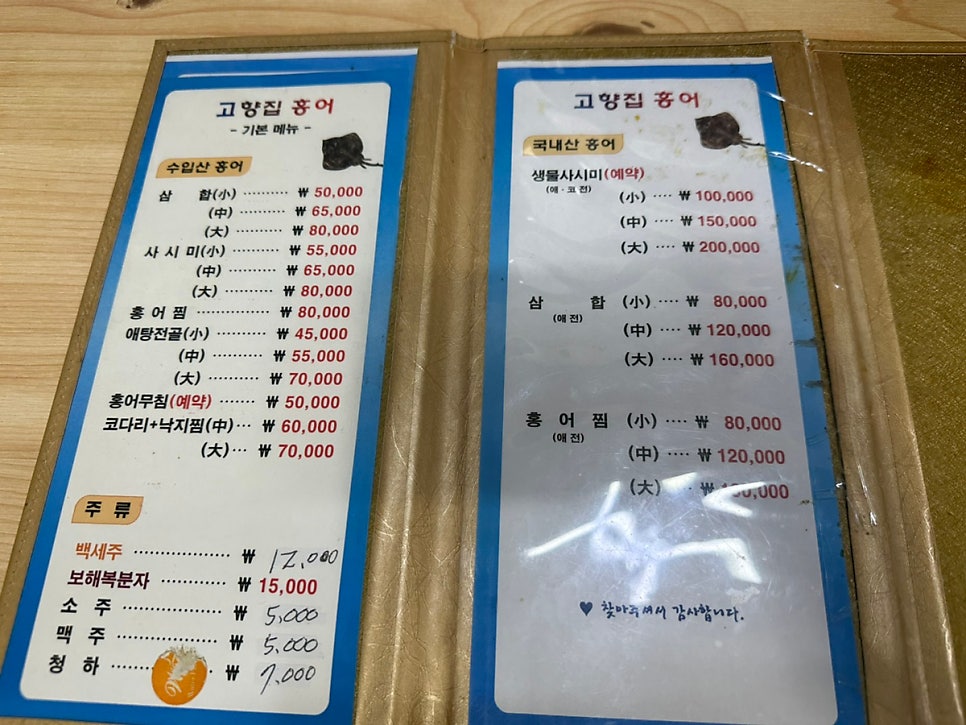 고향집 홍어
- 기본 메뉴 -
수입산 홍어
삼 합(小) ·········· ₩ 50,000
(中) ·········· ₩ 65,000
(大) ·········· ₩ 80,000
사 시 미(小) ·········· ₩ 55,000
(中) ·········· ₩ 65,000
(大) ·········· ₩ 80,000
홍 어 찜 ·············· ₩ 80,000
애탕전골(小) ·········· ₩ 45,000
(中) ·········· ₩ 55,000
(大) ·········· ₩ 70,000
홍어무침(예약) ······· ₩ 50,000
코다리+낙지찜(中)··· ₩ 60,000
(大)··· ₩ 70,000
주 류
백세주 ·················· ₩ 12,000
보해복분자 ············ ₩ 15,000
소 주 ·················· ₩ 5,000
맥 주 ·················· ₩ 5,000
청 하 ·················· ₩ 7,000
고향집 홍어
국내산 홍어
생물사시미(예약)
(애 · 코 전)
(小) ···· ₩ 100,000
(中) ···· ₩ 150,000
(大) ···· ₩ 200,000
삼 합 (小) ···· ₩ 80,000
(애 전)
(中) ···· ₩ 120,000
(大) ···· ₩ 160,000
홍 어 찜 (小) ···· ₩ 80,000
(애 전)
(中) ···· ₩ 120,000
(大) ···· ₩
♥ 찾아주셔서 감사합니다.